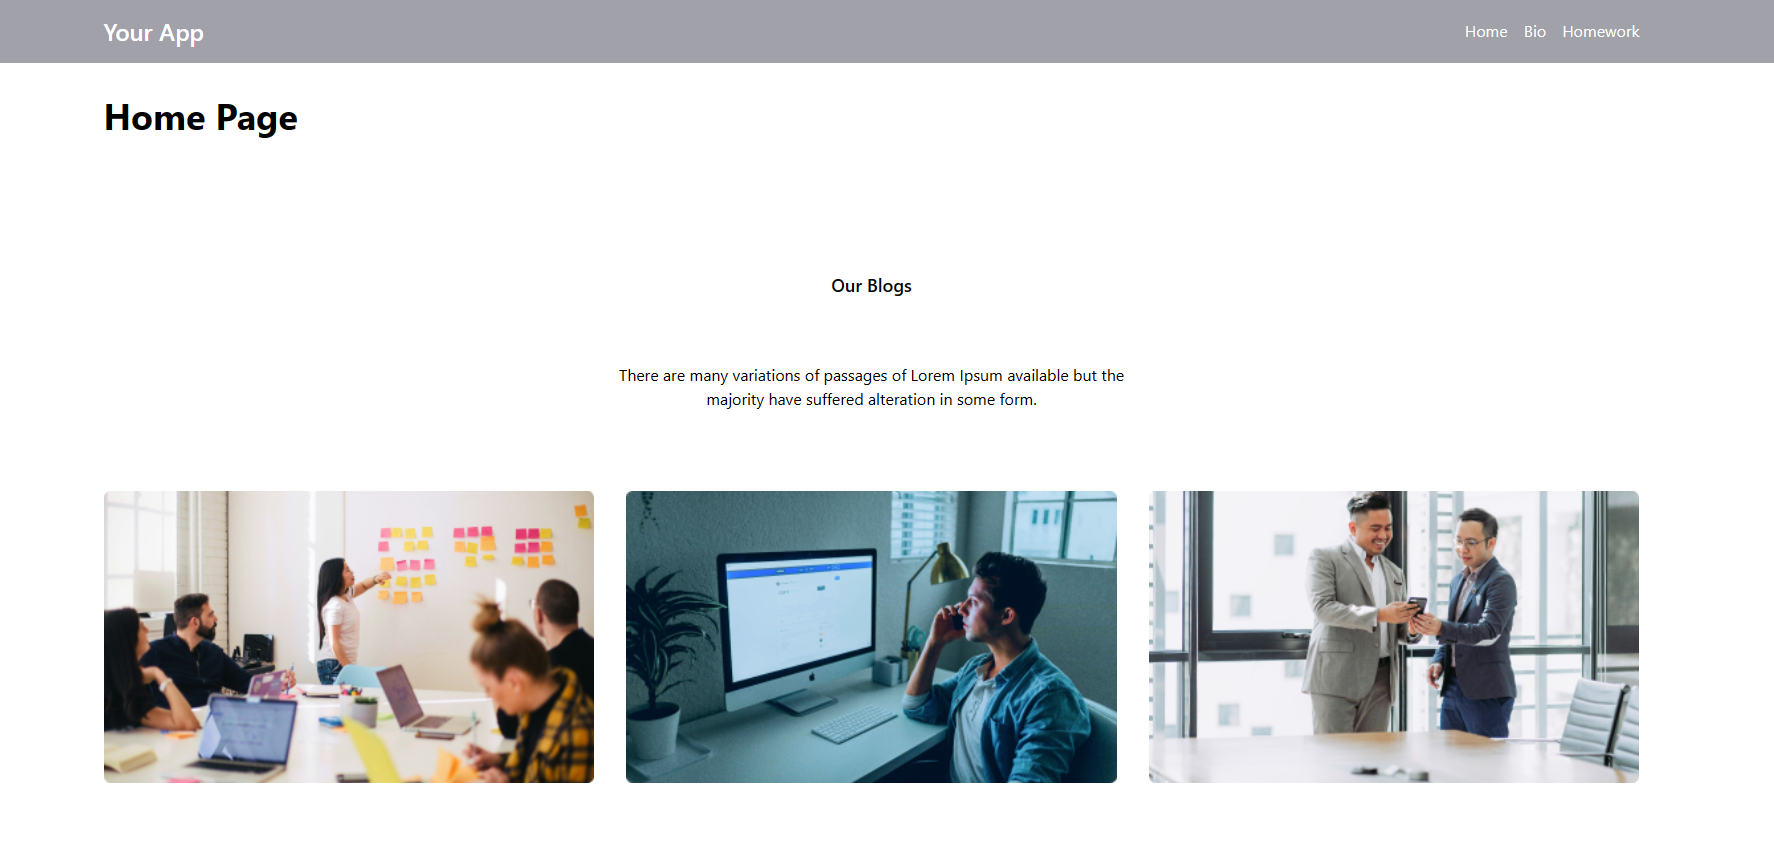 Your App
Home Bio Homework
Home Page
Our Blogs
There are many variations of passages of Lorem Ipsum available but the
majority have suffered alteration in some form.